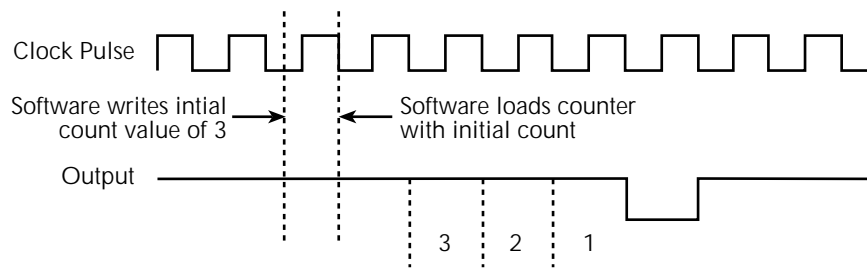 Clock Pulse
Software writes intial
count value of 3
Software loads counter
with initial count
Output
3 2 1